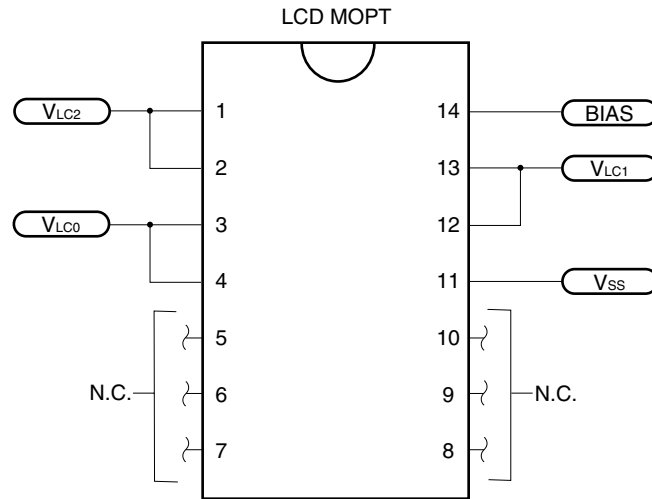 LCD MOPT
VLC2 1 14 BIAS
2 13 VLC1
VLC0 3 12
4 11 VSS
5 10
N.C. 6 9 N.C.
7 8